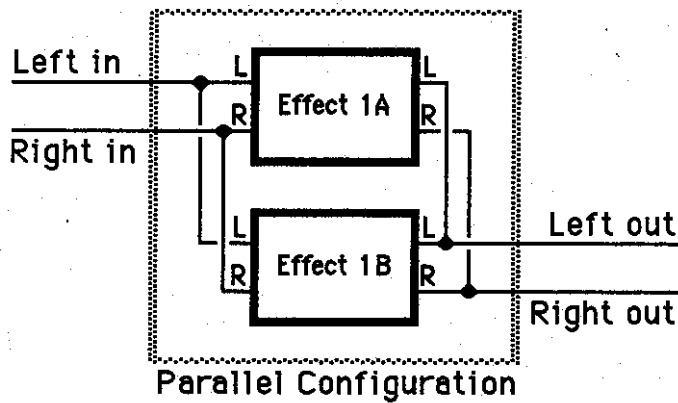 Left in
L
L
Effect 1A
R
R
Right in
L
L
Left out
Effect 1B
R
R
Right out
Parallel Configuration